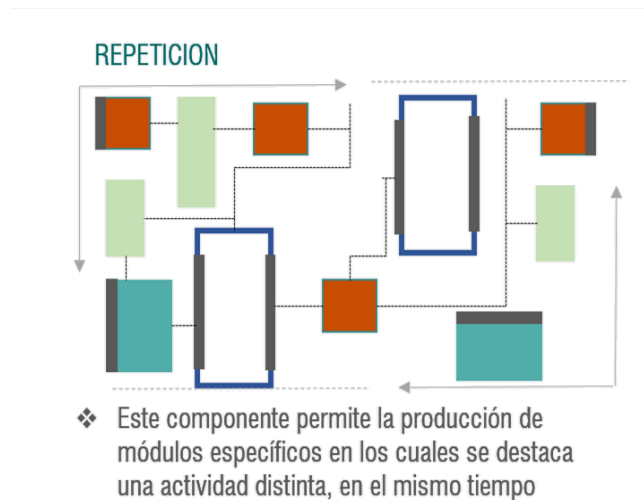 REPETICION
❖ Este componente permite la producción de
módulos específicos en los cuales se destaca
una actividad distinta, en el mismo tiempo